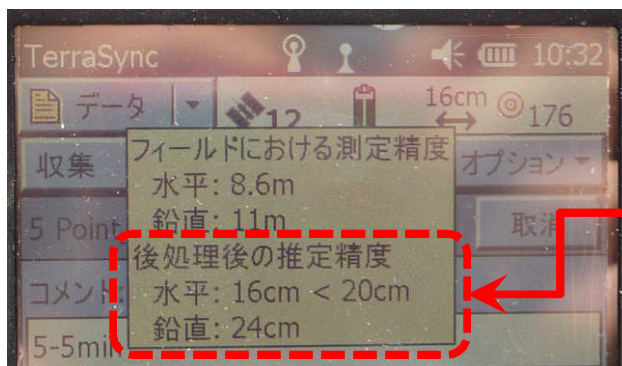 TerraSync 10:32
データ 12 16cm 176
収集 フィールドにおける測定精度 オプション
水平: 8.6m
5 Point 鉛直: 11m 取消
後処理後の推定精度
コメント: 水平: 16cm < 20cm
鉛直: 24cm
5-5min